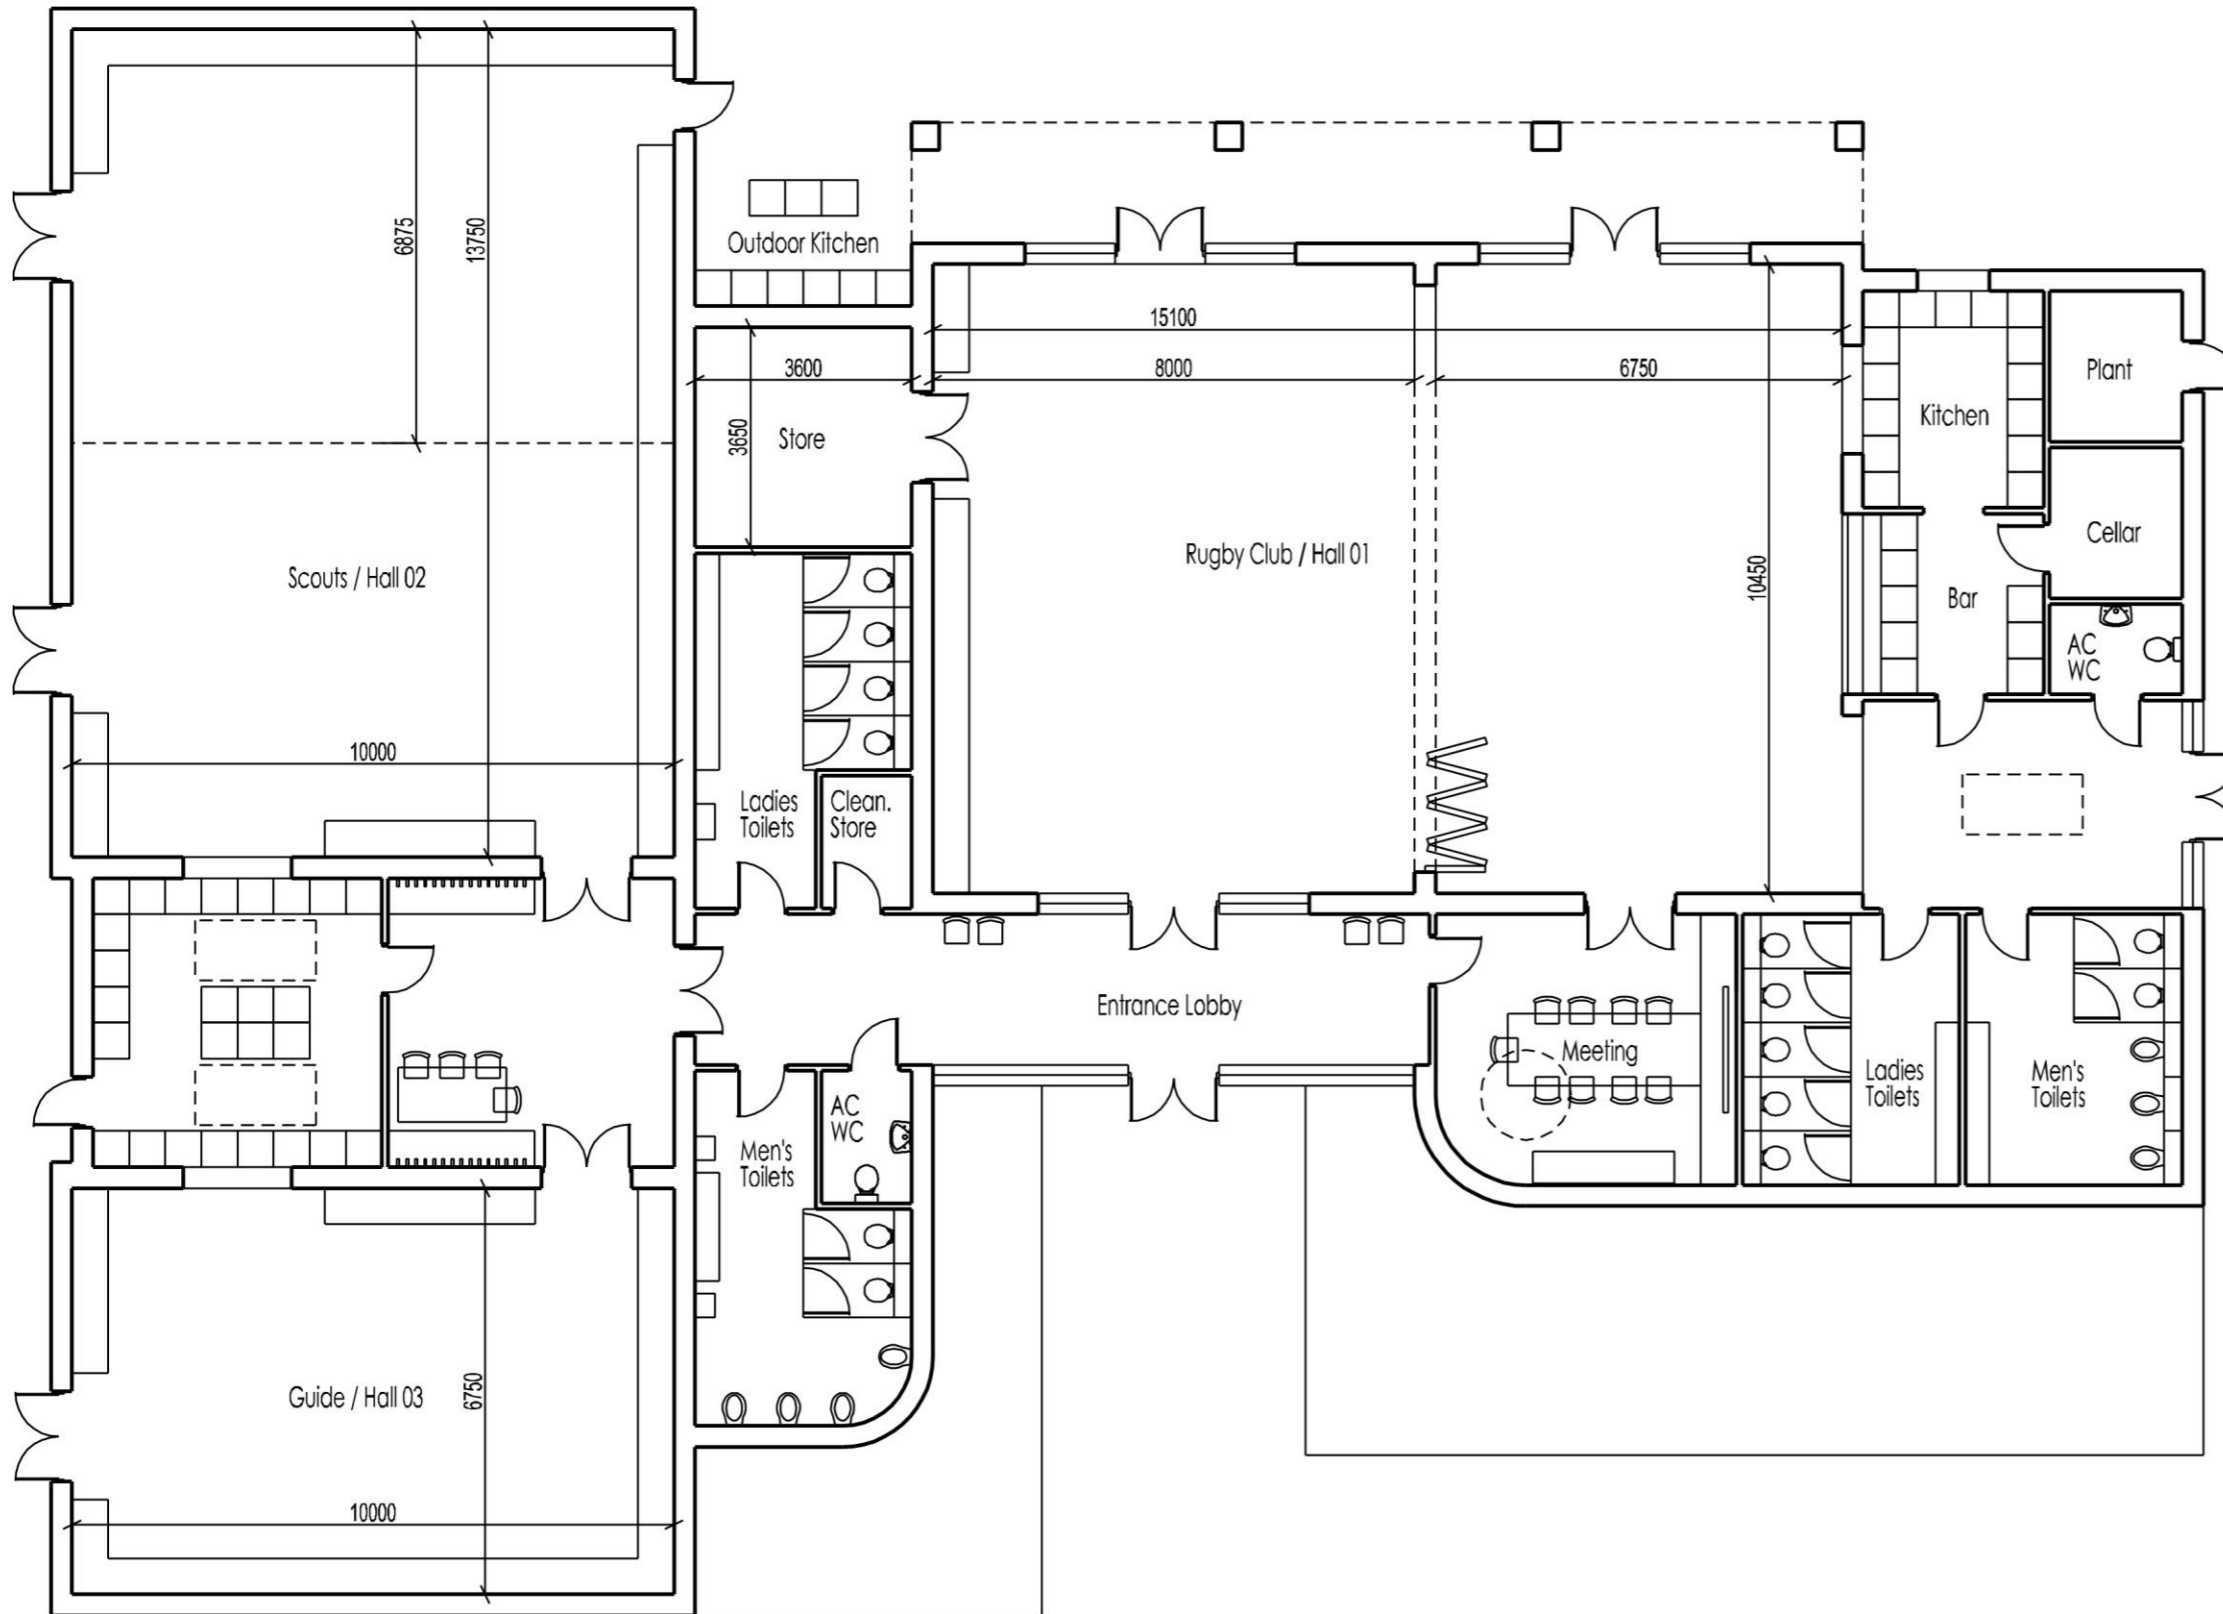 6875
13750
Outdoor Kitchen
15100
3600
8000
6750
Plant
Kitchen
3650
Store
Cellar
Rugby Club / Hall 01
10450
Scouts / Hall 02
Bar
AC
WC
10000
Ladies
Toilets
Clean.
Store
Entrance Lobby
Meeting
Ladies
Toilets
Men's
Toilets
AC
WC
Men's
Toilets
Guide / Hall 03
6750
10000